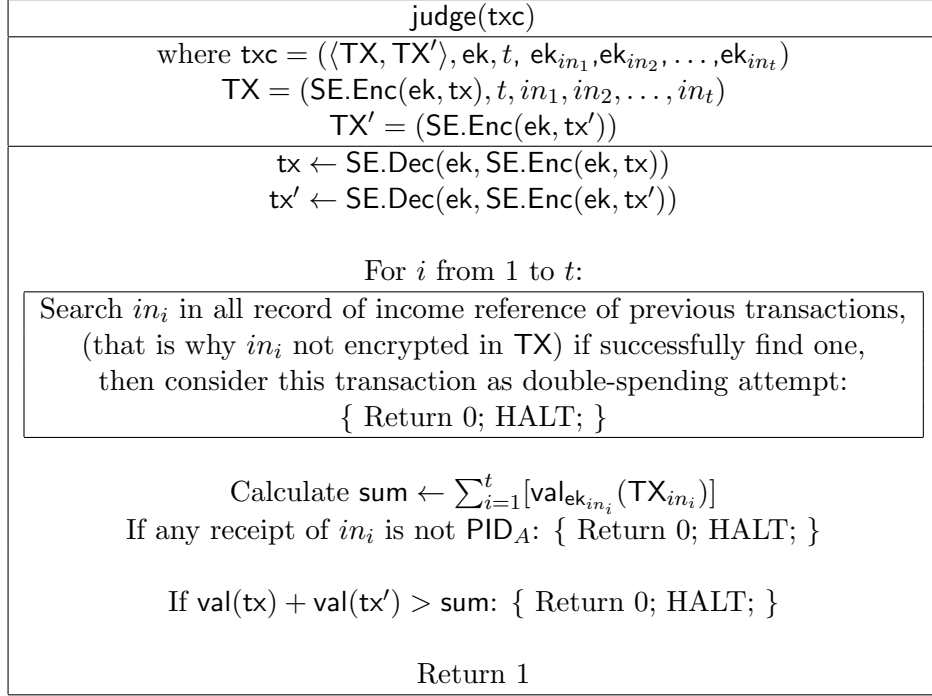 judge(txc)
where txc = (⟨TX, TX′⟩, ek, t, ek_{in_1},ek_{in_2}, . . . ,ek_{in_t})
TX = (SE.Enc(ek, tx), t, in_1, in_2, . . . , in_t)
TX′ = (SE.Enc(ek, tx′))
tx ← SE.Dec(ek, SE.Enc(ek, tx))
tx′ ← SE.Dec(ek, SE.Enc(ek, tx′))
For i from 1 to t:
Search in_i in all record of income reference of previous transactions,
(that is why in_i not encrypted in TX) if successfully find one,
then consider this transaction as double-spending attempt:
{ Return 0; HALT; }
Calculate sum ← ∑_{i=1}^{t}[val_{ek_{in_i}}(TX_{in_i})]
If any receipt of in_i is not PID_A: { Return 0; HALT; }
If val(tx) + val(tx′) > sum: { Return 0; HALT; }
Return 1